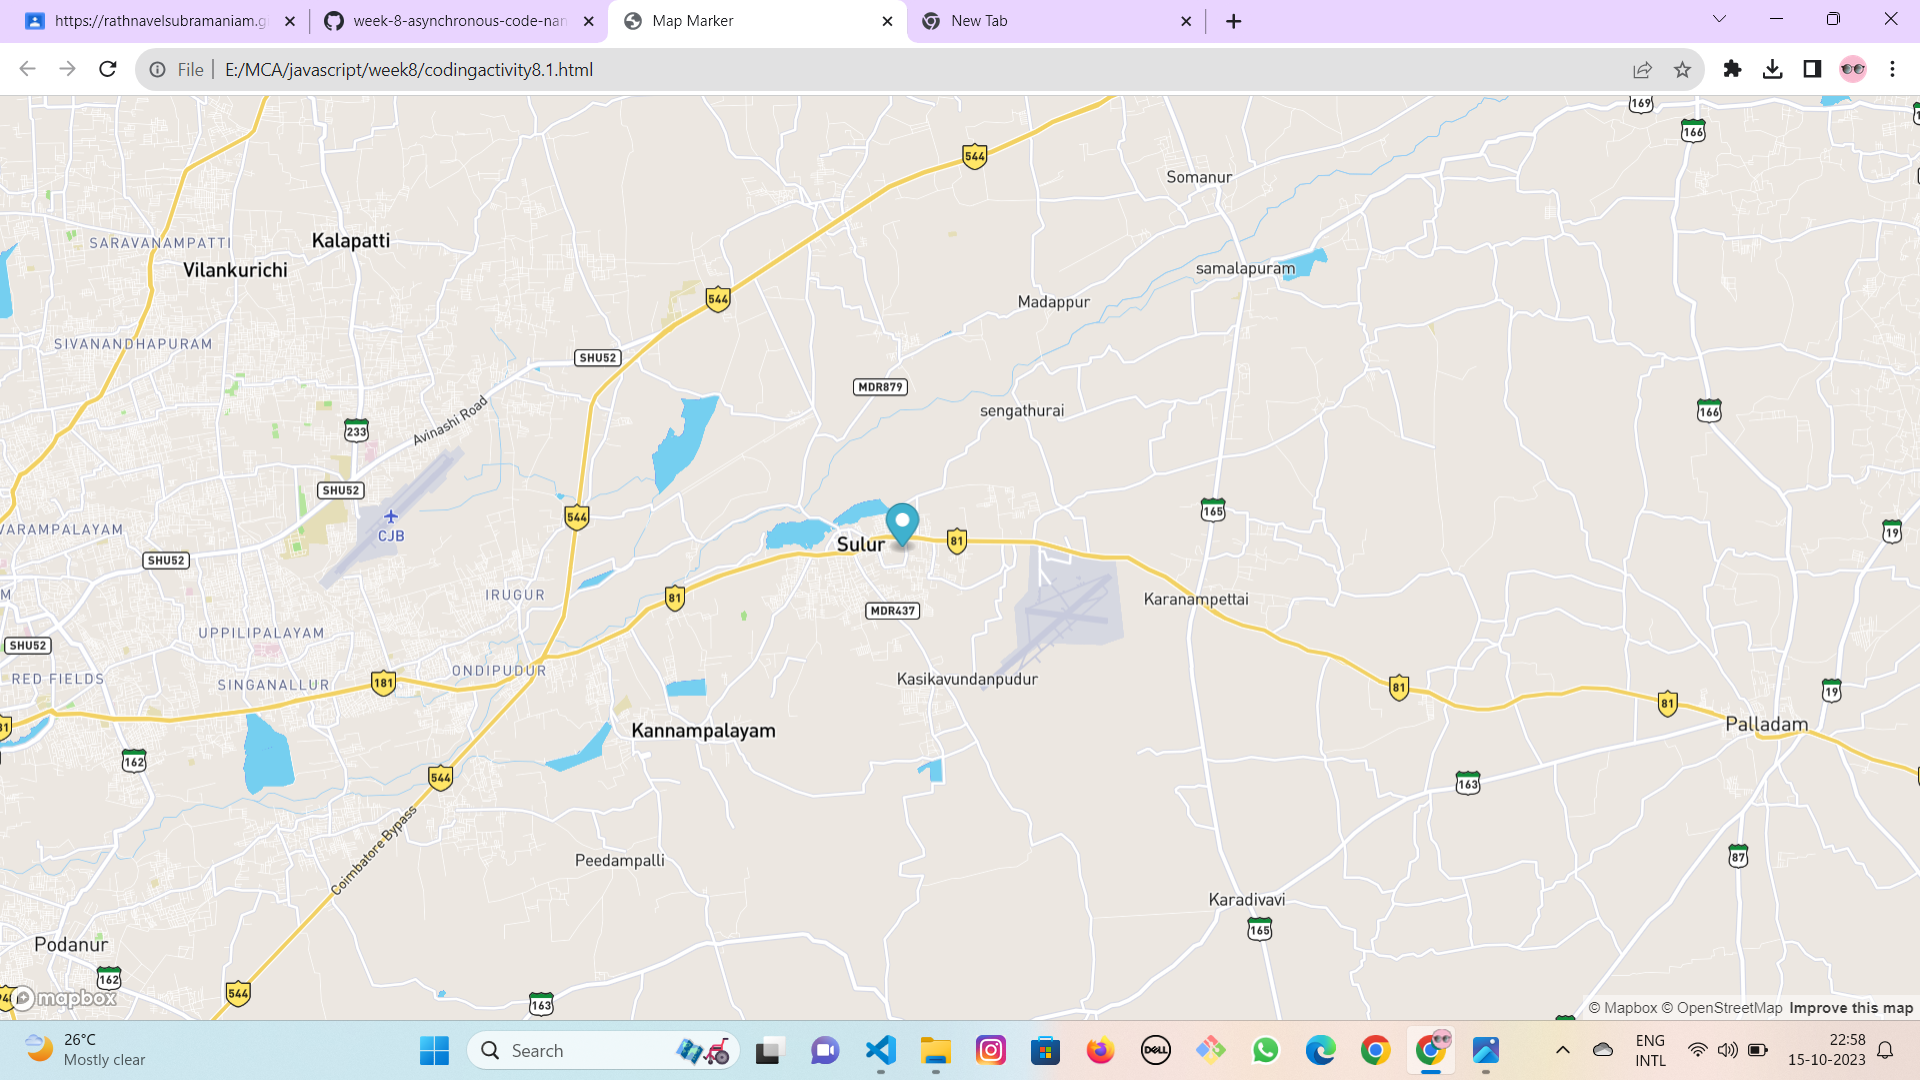 https://rathnavelsubramaniam.g
week-8-asynchronous-code-nan
Map Marker
New Tab
File
E:/MCA/javascript/week8/codingactivity8.1.html
169
166
544
Somanur
SARAVANAMPATTI
Kalapatti
Vilankurichi
samalapuram
544
Madappur
SIVANANDHAPURAM
SHU52
MDR879
Avinashi Road
sengathurai
166
233
SHU52
165
544
VARAMPALAYAM
CJB
19
Sulur
81
SHU52
IRUGUR
81
Karanampettai
MDR437
UPPILIPALAYAM
SHU52
ONDIPUDUR
RED FIELDS
SINGANALLUR
181
Kasikavundanpudur
81
19
81
Palladam
Kannampalayam
162
544
163
Coimbatore Bypass
Peedampalli
87
Karadivavi
165
Podanur
162
544
163
mapbox
© Mapbox © OpenStreetMap Improve this map
26°C
Mostly clear
Search
DELL
ENG
INTL
22:58
15-10-2023